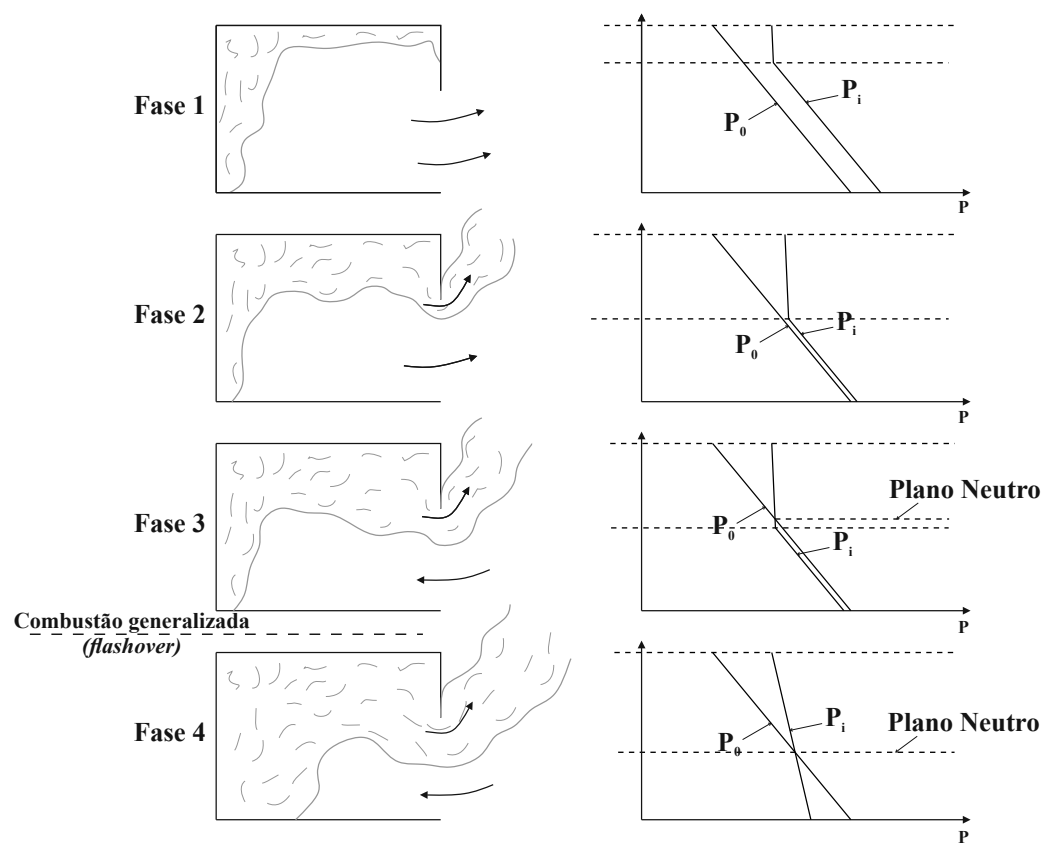 Fase 1
P₀
Pᵢ
P
Fase 2
P₀
Pᵢ
P
Fase 3
P₀
Pᵢ
Plano Neutro
P
Combustão generalizada
(flashover)
Fase 4
P₀
Pᵢ
Plano Neutro
P